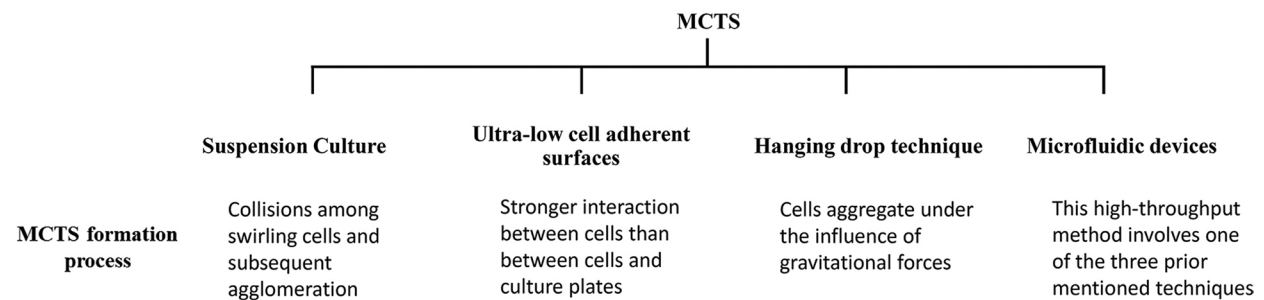 MCTS
Suspension Culture
Ultra-low cell adherent
surfaces
Hanging drop technique
Microfluidic devices
MCTS formation
process
Collisions among
swirling cells and
subsequent
agglomeration
Stronger interaction
between cells than
between cells and
culture plates
Cells aggregate under
the influence of
gravitational forces
This high-throughput
method involves one
of the three prior
mentioned techniques